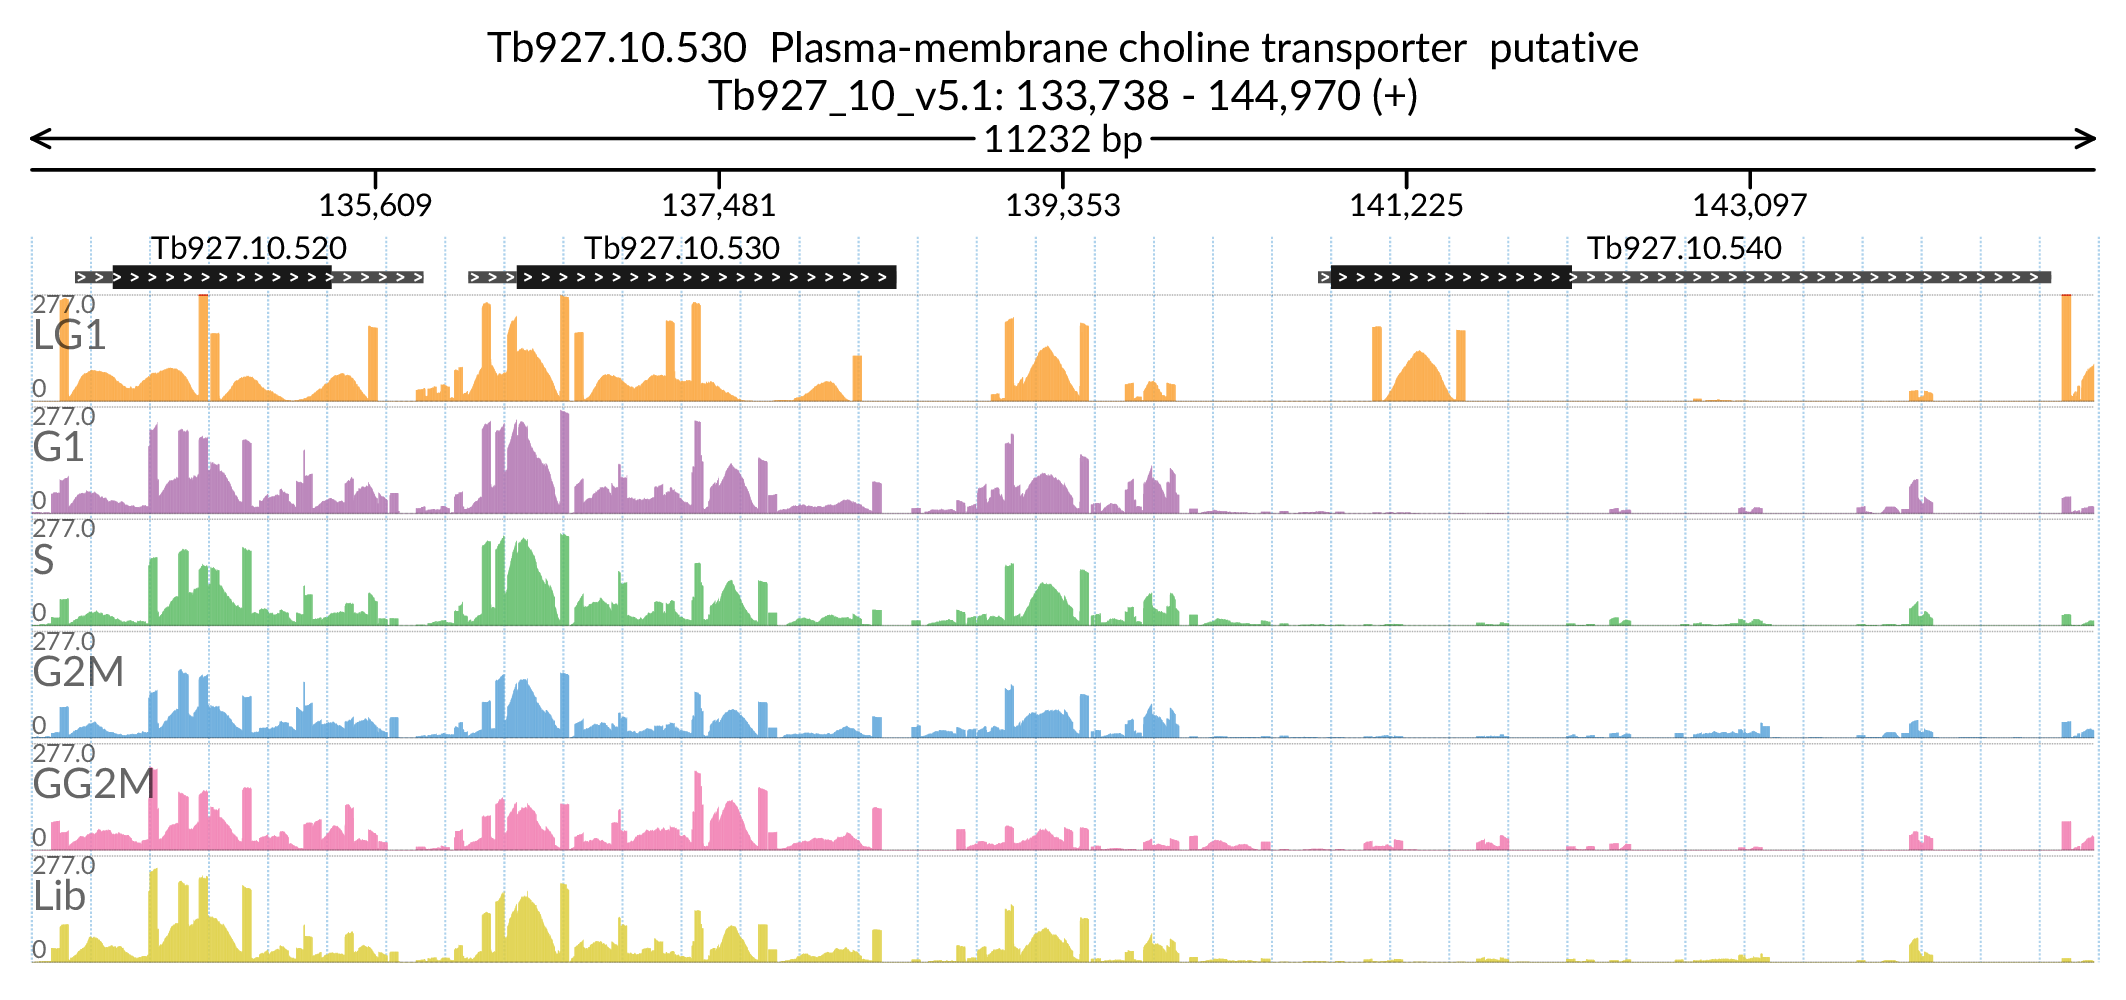 Tb927.10.530 Plasma-membrane choline transporter putative
Tb927_10_v5.1: 133,738 - 144,970 (+)
11232 bp
135,609 137,481 139,353 141,225 143,097
Tb927.10.520 Tb927.10.530 Tb927.10.540
277.0
LG1
0
277.0
G1
0
277.0
S
0
277.0
G2M
0
277.0
GG2M
0
277.0
Lib
0